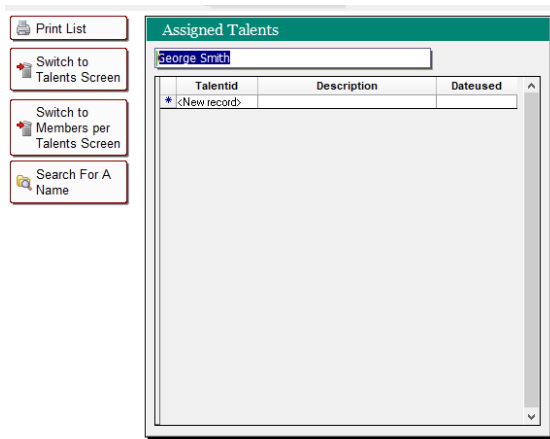 Print List
Switch to
Talents Screen
Switch to
Members per
Talents Screen
Search For A
Name
Assigned Talents
George Smith
Talentid Description Dateused
* <New record>